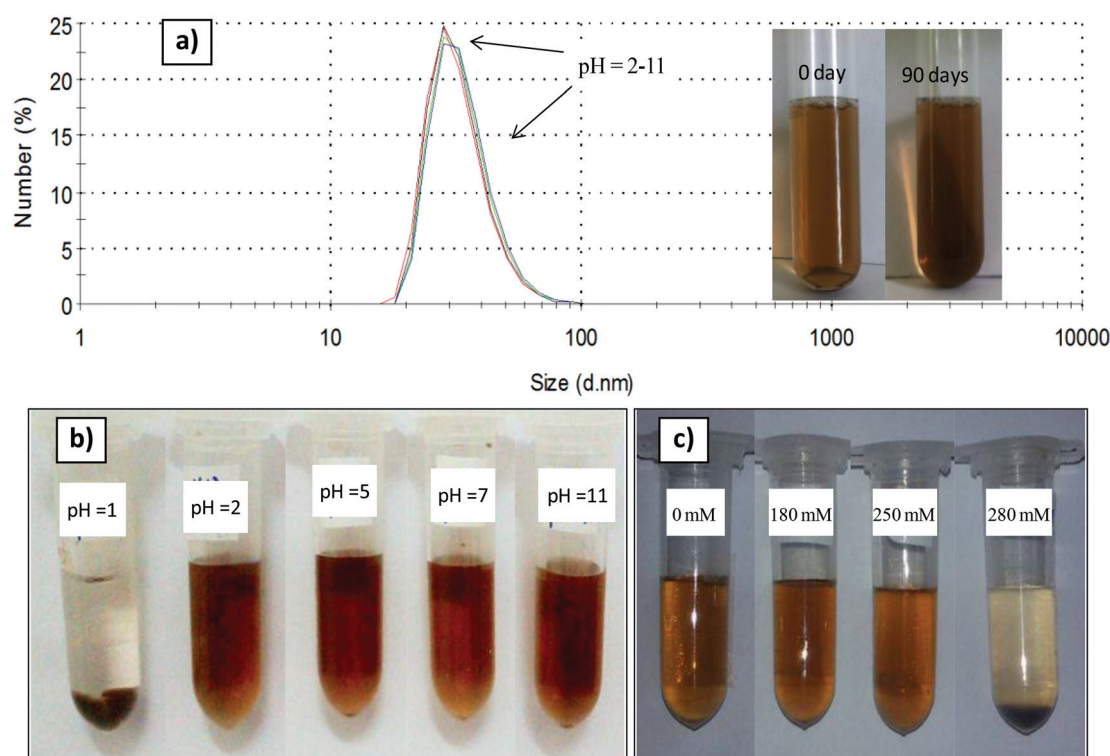 a)
25
20
15
10
5
0
Number (%)
pH = 2-11
0 day
90 days
1
10
100
1000
10000
Size (d.nm)
b)
pH =1
pH =2
pH =5
pH =7
pH =11
c)
0 mM
180 mM
250 mM
280 mM